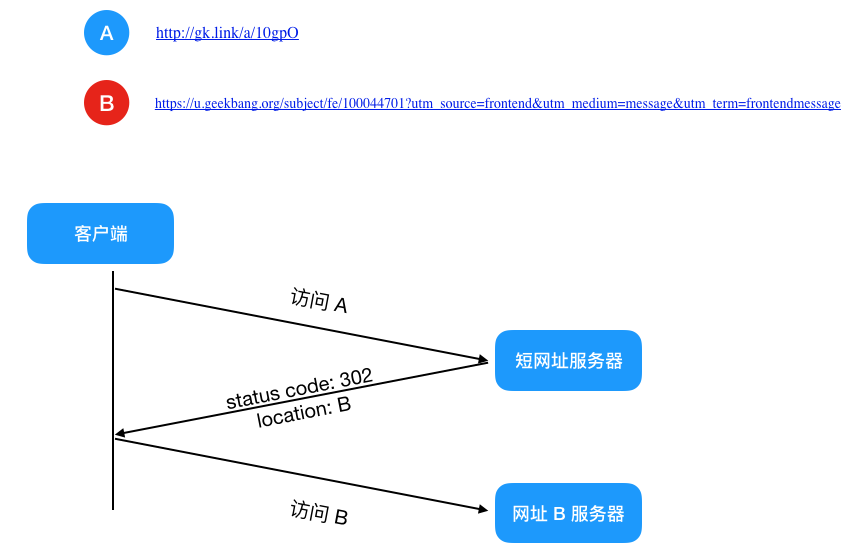 A http://gk.link/a/10gpO
B https://u.geekbang.org/subject/fe/100044701?utm_source=frontend&utm_medium=message&utm_term=frontendmessage
客户端
访问 A
短网址服务器
status code: 302
location: B
访问 B
网址 B 服务器